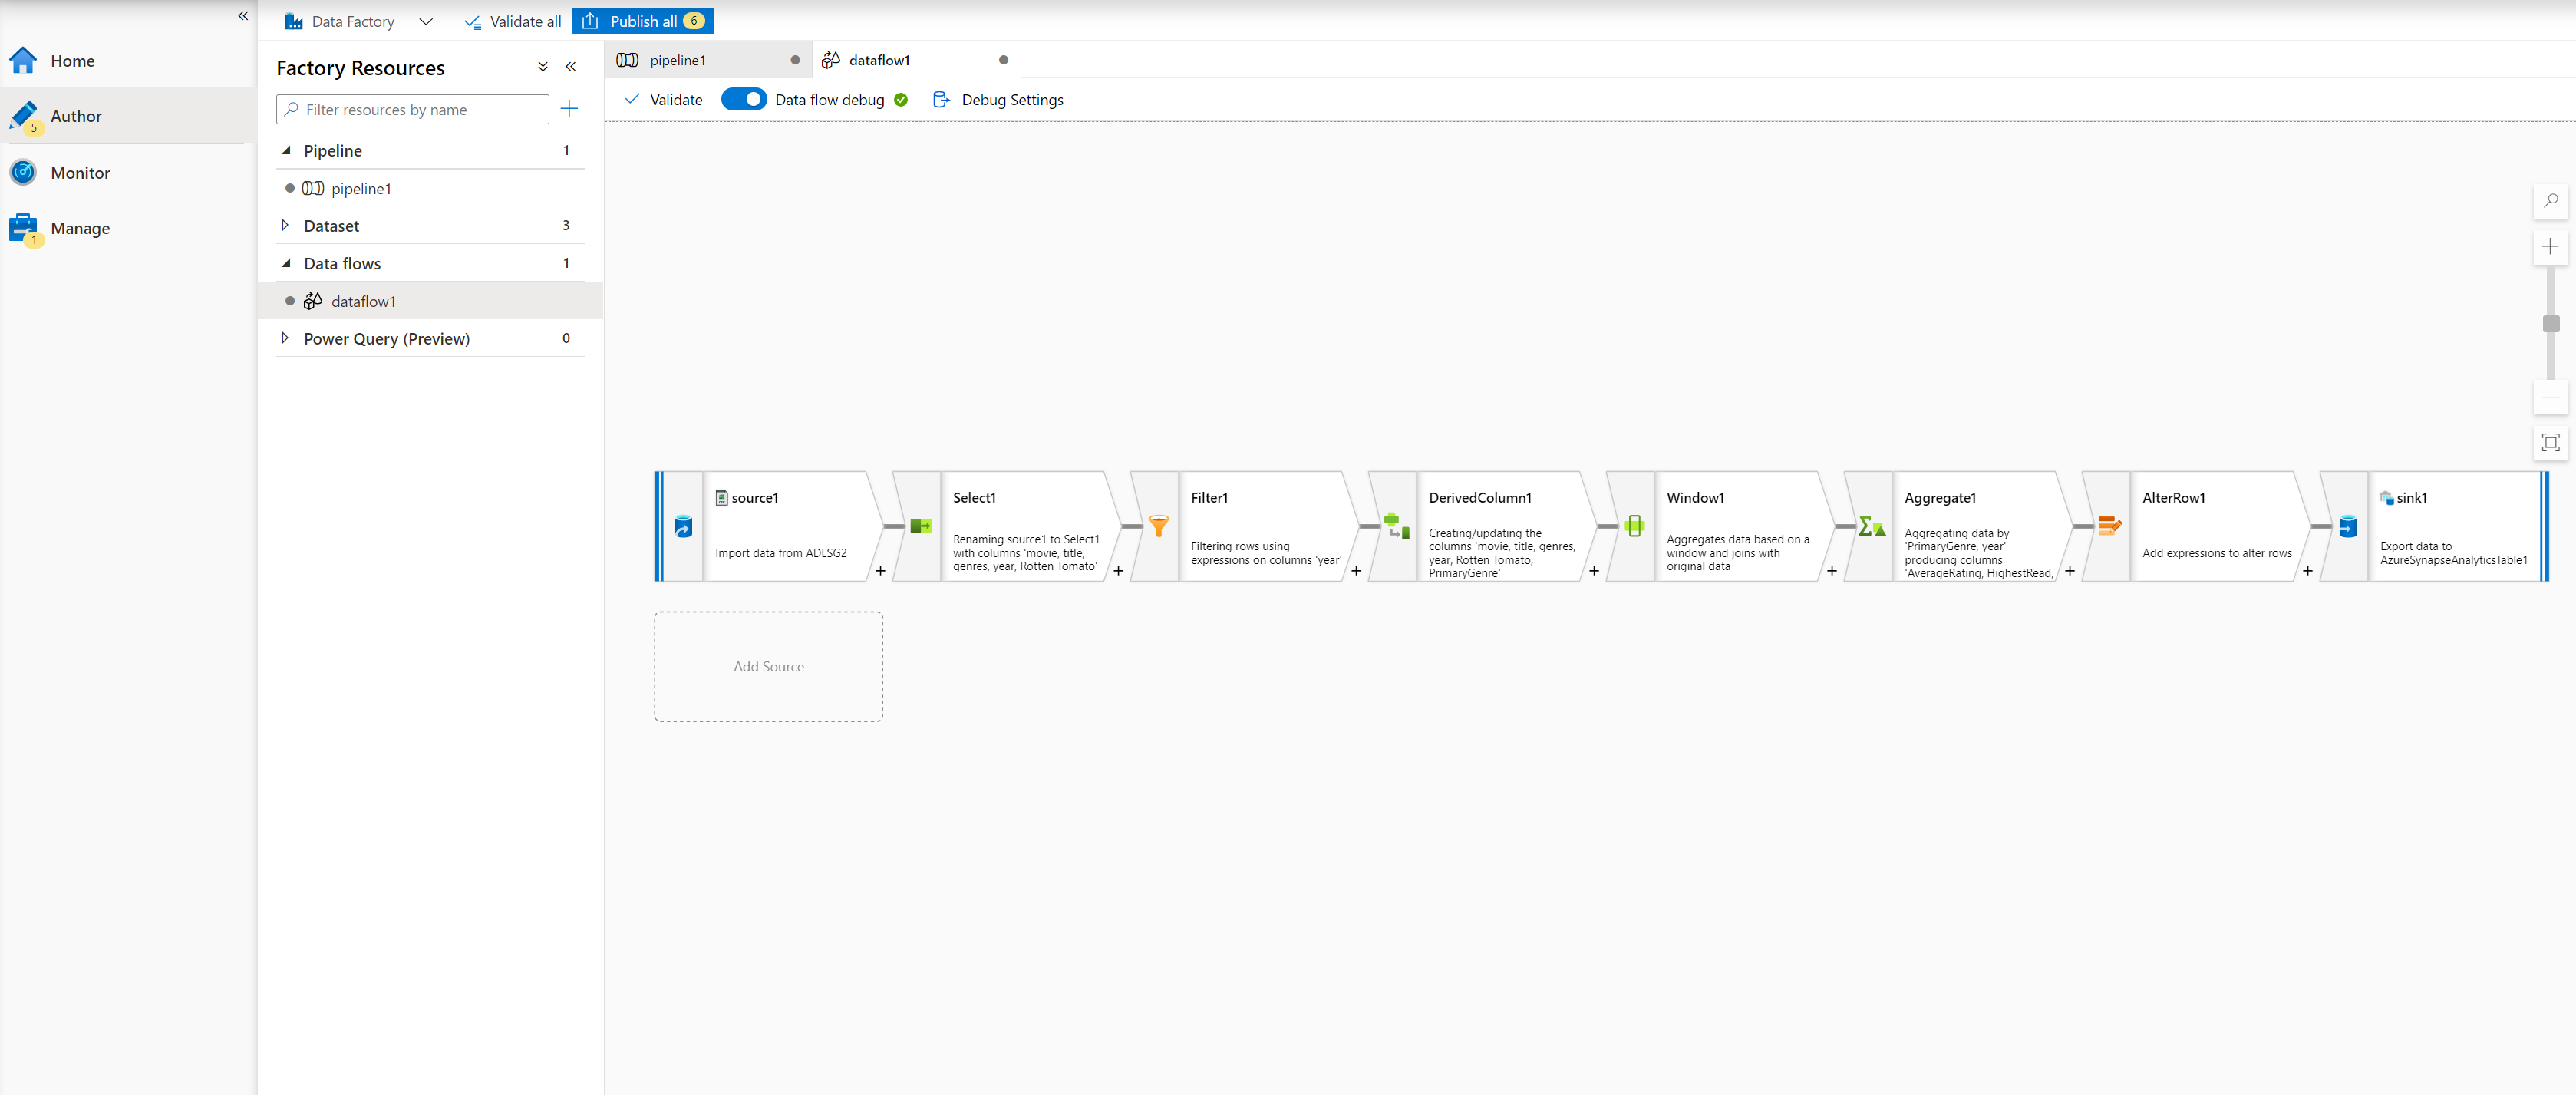 «
Home
Author
5
Monitor
Manage
1
Data Factory
Validate all
Publish all 6
Factory Resources
«
Filter resources by name
+
Pipeline 1
pipeline1
Dataset 3
Data flows 1
dataflow1
Power Query (Preview) 0
pipeline1
dataflow1
Validate
Data flow debug
Debug Settings
source1
Import data from ADLSG2
+
Select1
Renaming source1 to Select1
with columns 'movie, title,
genres, year, Rotten Tomato'
+
Filter1
Filtering rows using
expressions on columns 'year'
+
DerivedColumn1
Creating/updating the
columns 'movie, title, genres,
year, Rotten Tomato,
PrimaryGenre'
+
Window1
Aggregates data based on a
window and joins with
original data
+
Aggregate1
Aggregating data by
'PrimaryGenre, year'
producing columns
'AverageRating, HighestRead,
+
AlterRow1
Add expressions to alter rows
+
sink1
Export data to
AzureSynapseAnalyticsTable1
Add Source